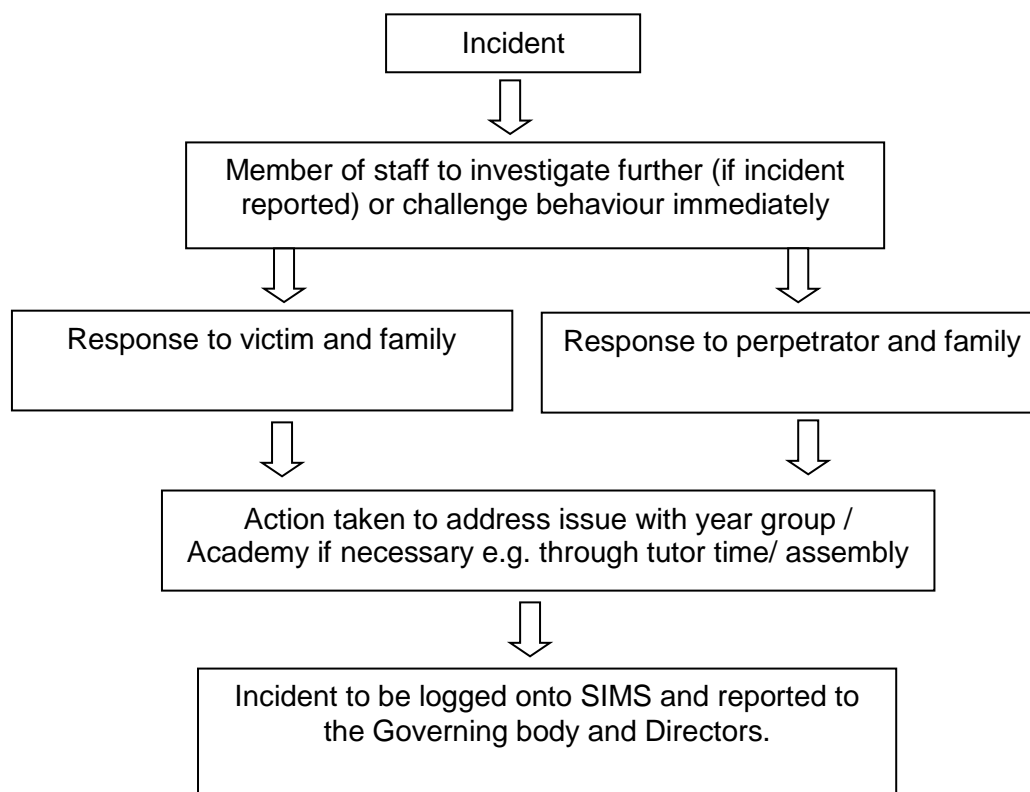 Incident
Member of staff to investigate further (if incident
reported) or challenge behaviour immediately
Response to victim and family
Response to perpetrator and family
Action taken to address issue with year group /
Academy if necessary e.g. through tutor time/ assembly
Incident to be logged onto SIMS and reported to
the Governing body and Directors.